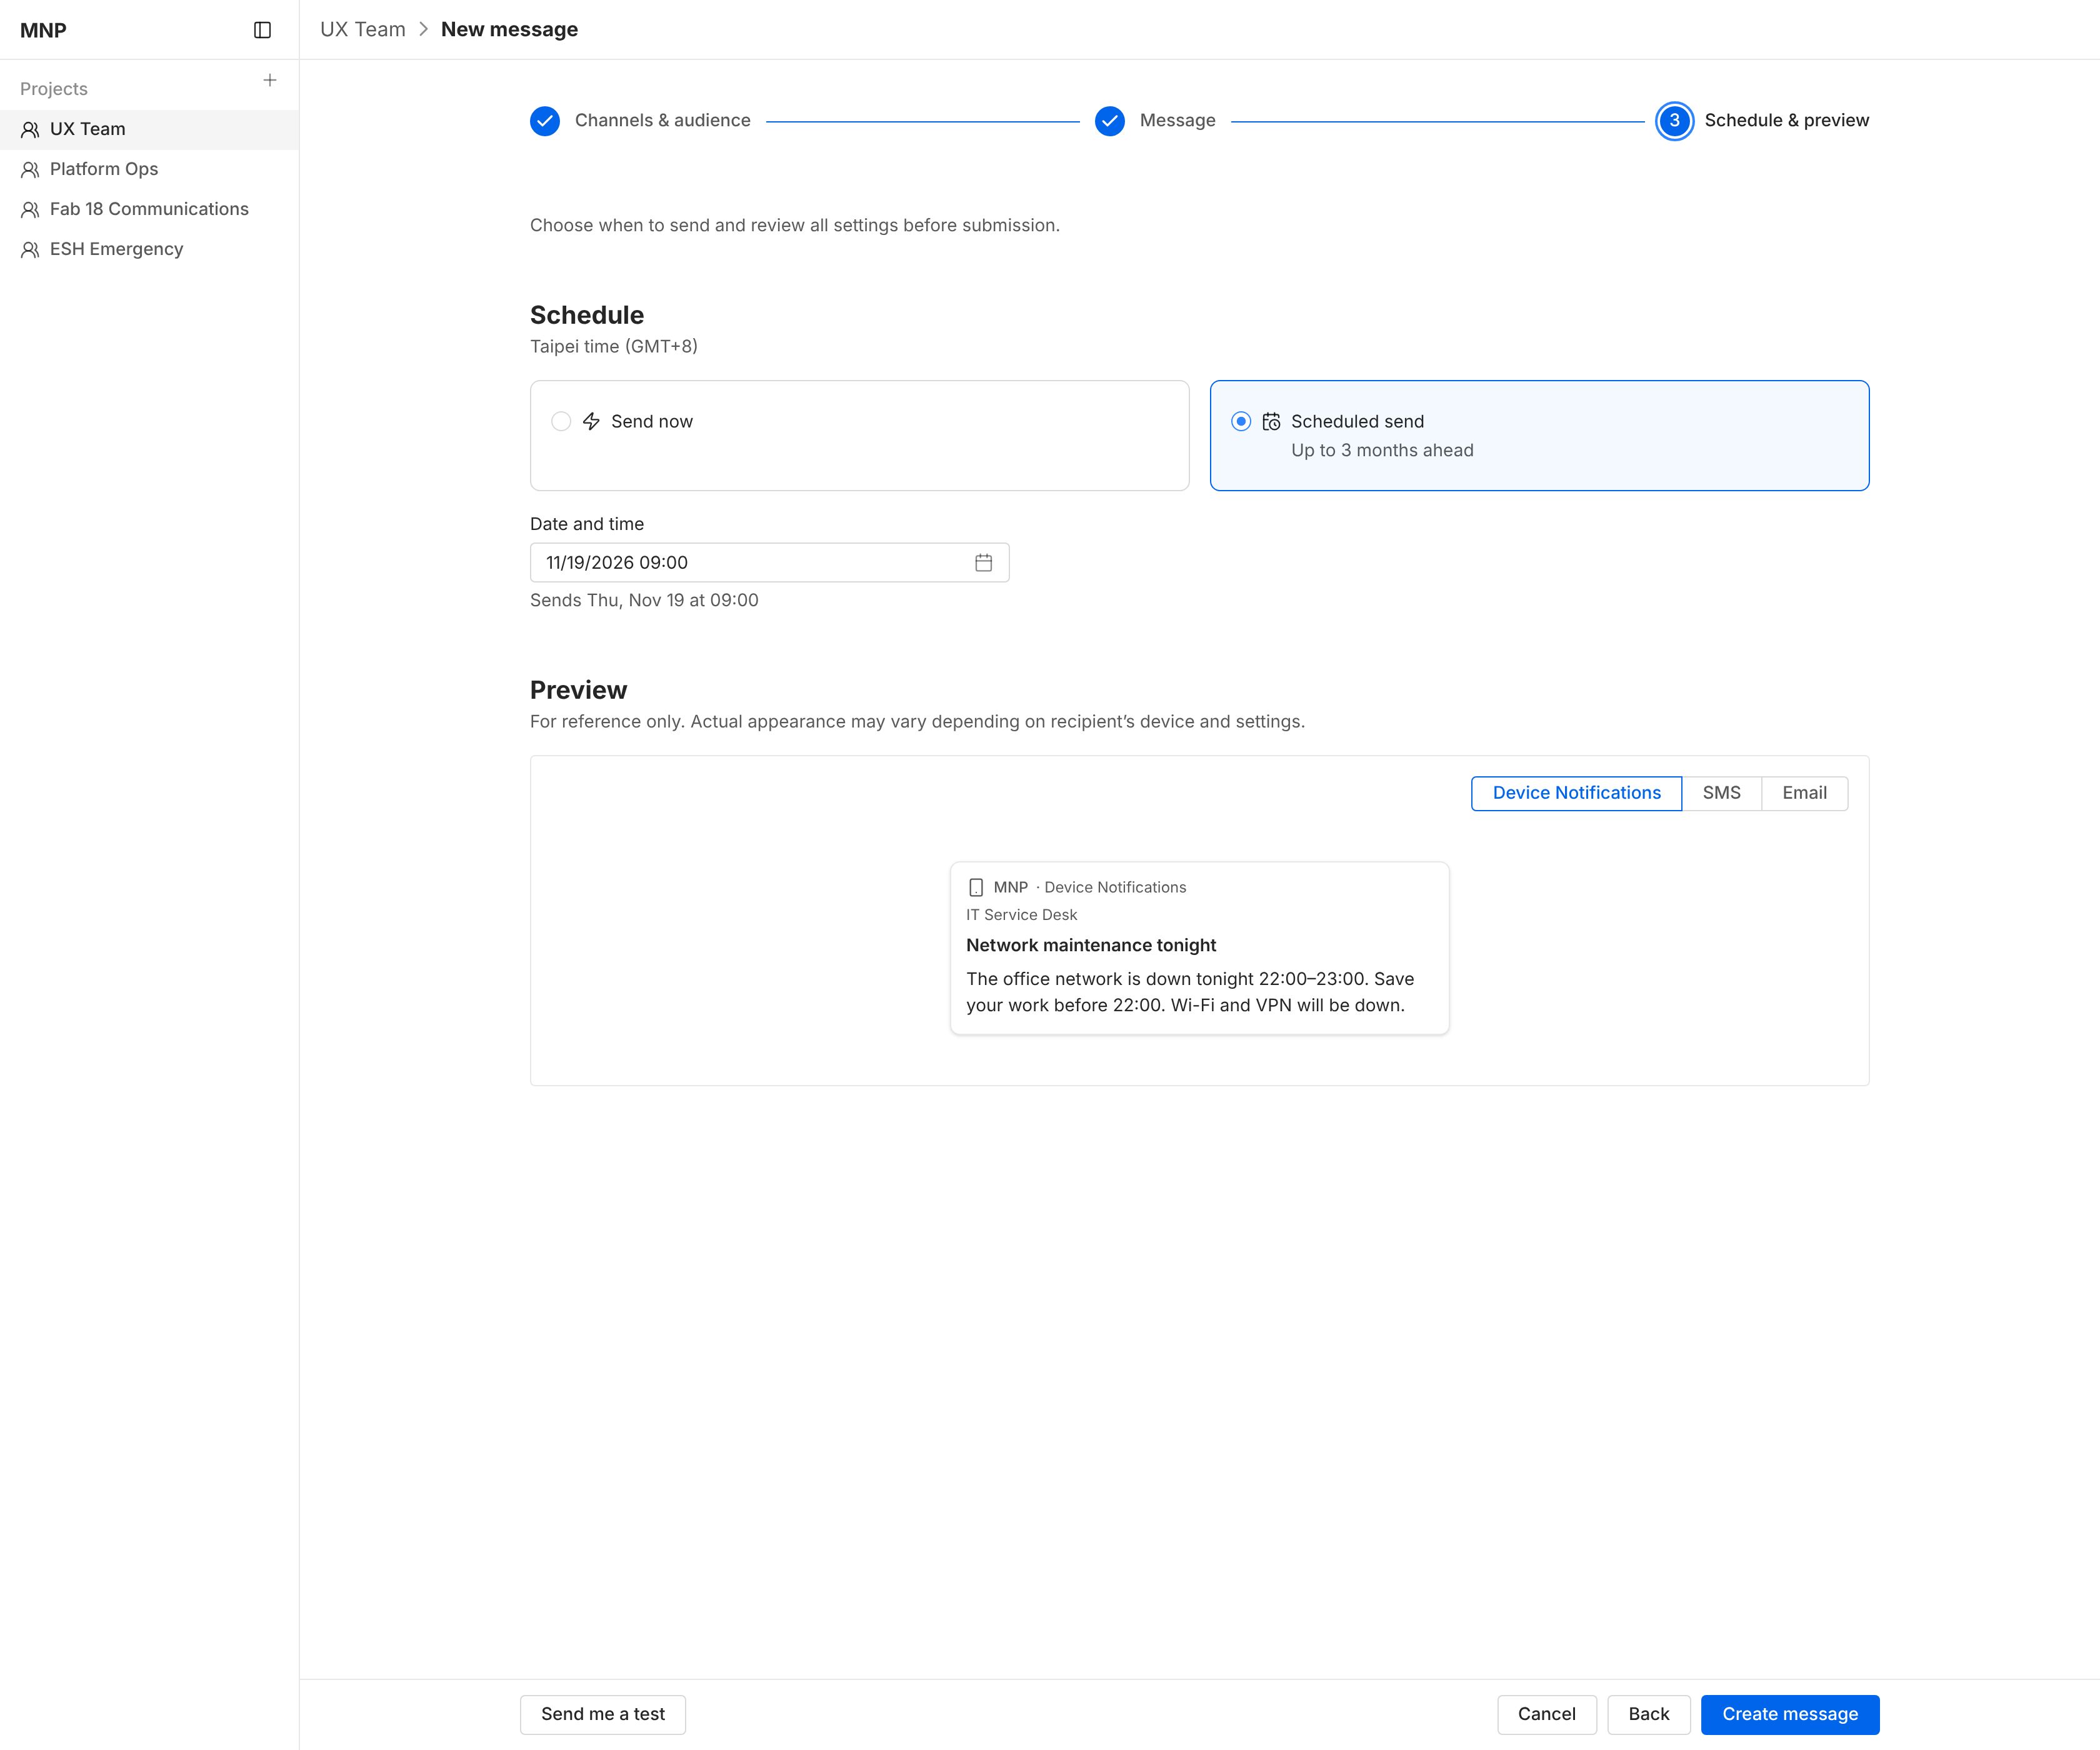 MNP
UX Team > New message
Projects
UX Team
Platform Ops
Fab 18 Communications
ESH Emergency
Channels & audience
Message
3 Schedule & preview
Choose when to send and review all settings before submission.
Schedule
Taipei time (GMT+8)
Send now
Scheduled send
Up to 3 months ahead
Date and time
11/19/2026 09:00
Sends Thu, Nov 19 at 09:00
Preview
For reference only. Actual appearance may vary depending on recipient’s device and settings.
Device Notifications SMS Email
MNP · Device Notifications
IT Service Desk
Network maintenance tonight
The office network is down tonight 22:00–23:00. Save
your work before 22:00. Wi-Fi and VPN will be down.
Send me a test Cancel Back Create message